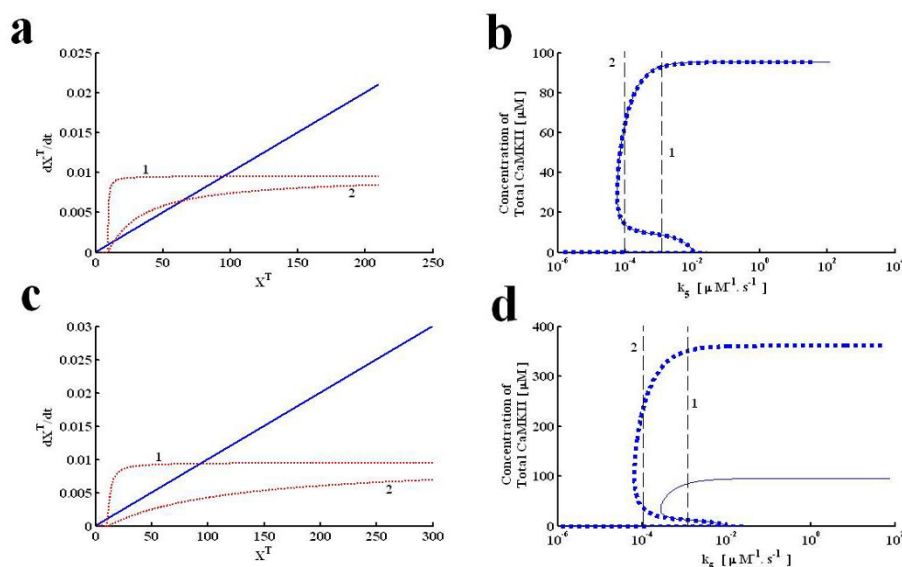 a
0.025
0.02
0.015
0.01
0.005
0
dX^T/dt
1
2
0 50 100 150 200 250
X^T
b
100
80
60
40
20
0
Concentration of
Total CaMKII [μM]
2
1
10^-6 10^-4 10^-2 10^0 10^2 10
k_5 [ μ M^-1. s^-1 ]
c
0.03
0.025
0.02
0.015
0.01
0.005
0
dX^T/dt
1
2
0 50 100 150 200 250 300
X^T
d
400
300
200
100
0
Concentration of
Total CaMKII [μM]
2
1
10^-6 10^-4 10^-2 10^0 10^2
k_5 [ μ M^-1. s^-1 ]